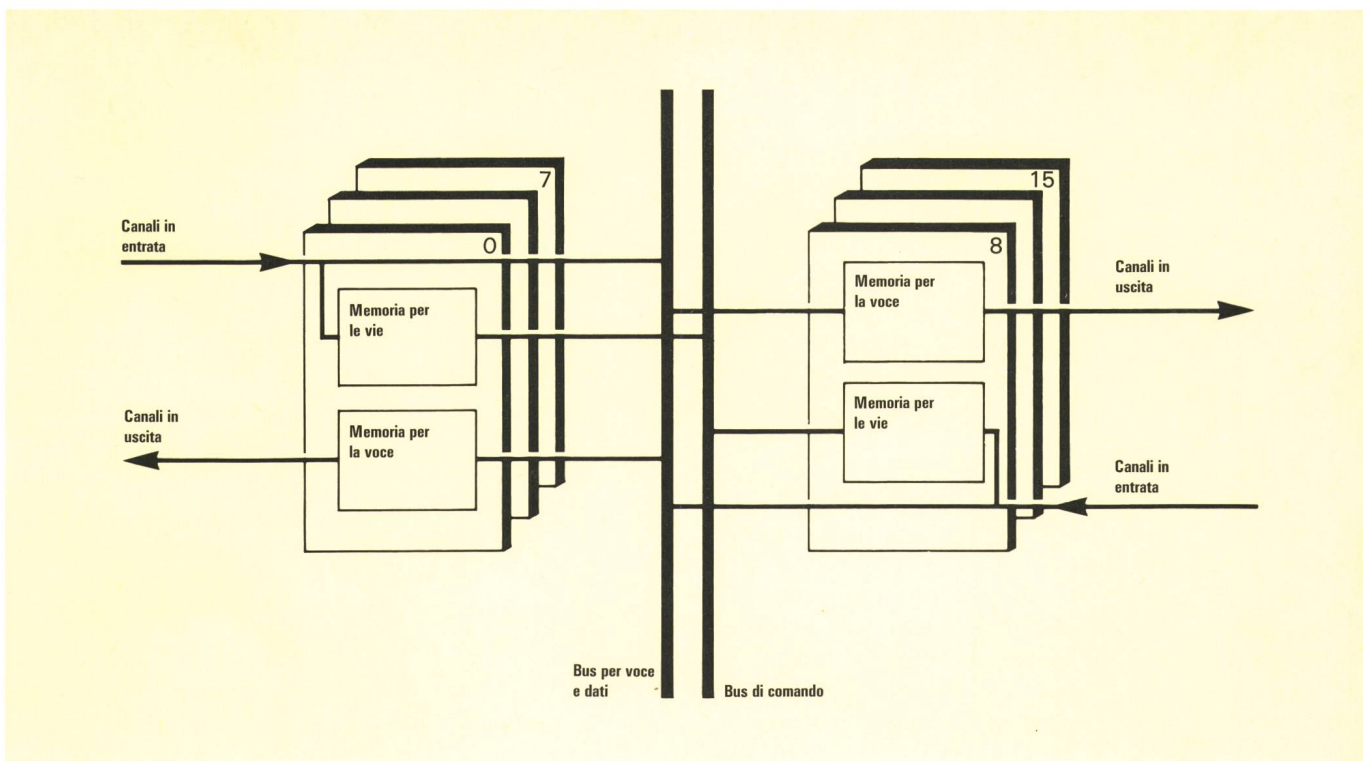 7
15
Canali in
entrata
0
8
Memoria per
le vie
Memoria per
la voce
Canali in
uscita
Canali in
uscita
Memoria per
la voce
Memoria per
le vie
Canali in
entrata
Bus per voce
e dati
Bus di comando